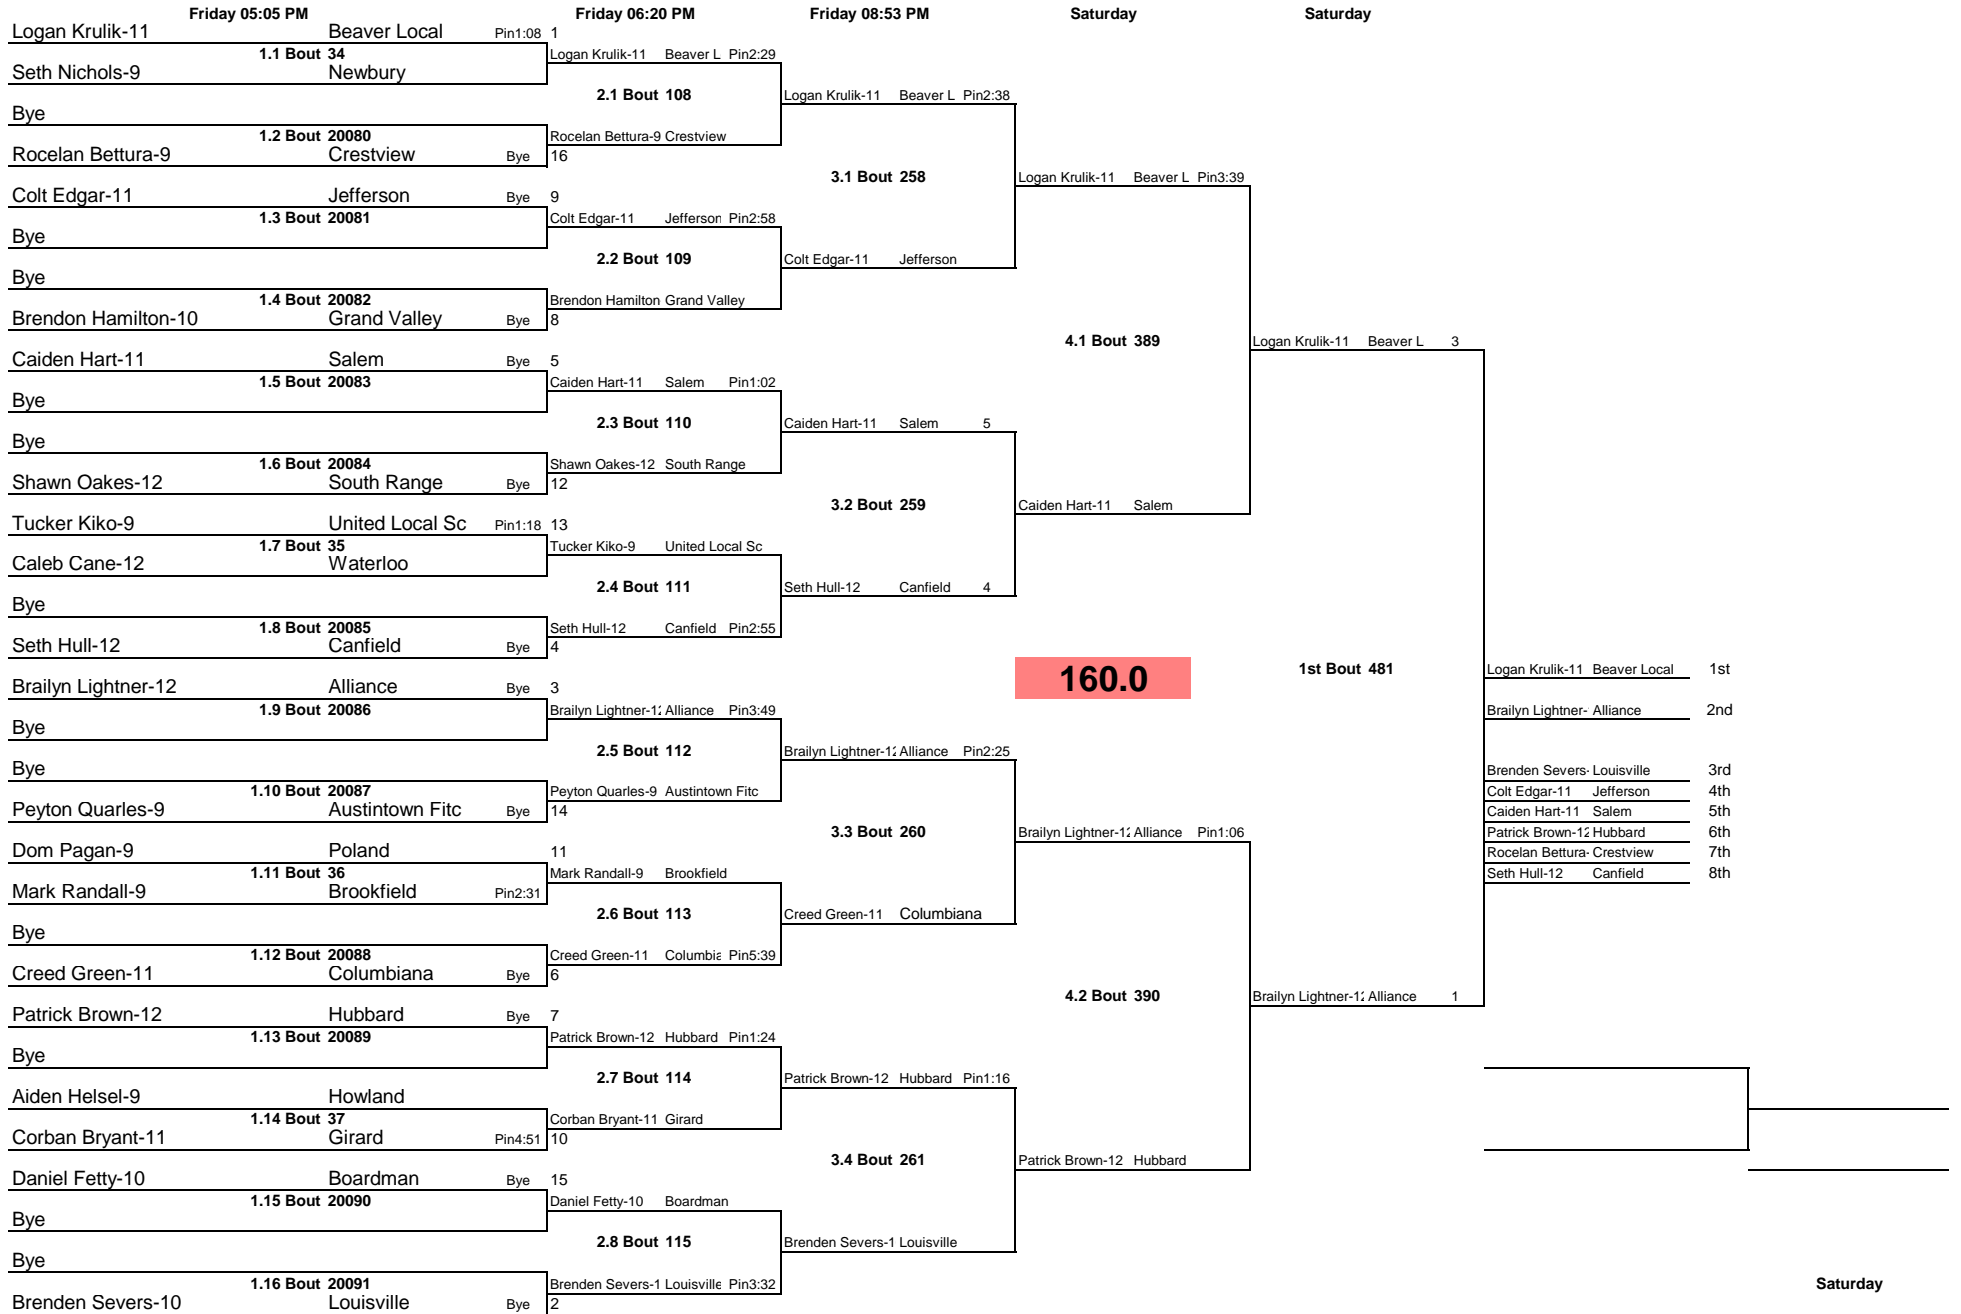 Friday 05:05 PM Friday 06:20 PM Friday 08:53 PM Saturday Saturday
Logan Krulik-11 Beaver Local Pin1:08 1
1.1 Bout 34
Seth Nichols-9 Newbury
Bye
1.2 Bout 20080
Rocelan Bettura-9 Crestview Bye 16
Colt Edgar-11 Jefferson Bye 9
1.3 Bout 20081
Bye
Bye
1.4 Bout 20082
Brendon Hamilton-10 Grand Valley Bye 8
Caiden Hart-11 Salem Bye 5
1.5 Bout 20083
Bye
Bye
1.6 Bout 20084
Shawn Oakes-12 South Range Bye 12
Tucker Kiko-9 United Local Sc Pin1:18 13
1.7 Bout 35
Caleb Cane-12 Waterloo
Bye
1.8 Bout 20085
Seth Hull-12 Canfield Bye 4
Brailyn Lightner-12 Alliance Bye 3
1.9 Bout 20086
Bye
Bye
1.10 Bout 20087
Peyton Quarles-9 Austintown Fitc Bye 14
Dom Pagan-9 Poland 11
1.11 Bout 36
Mark Randall-9 Brookfield Pin2:31
Bye
1.12 Bout 20088
Creed Green-11 Columbiana Bye 6
Patrick Brown-12 Hubbard Bye 7
1.13 Bout 20089
Bye
Aiden Helsel-9 Howland
1.14 Bout 37
Corban Bryant-11 Girard Pin4:51 10
Daniel Fetty-10 Boardman Bye 15
1.15 Bout 20090
Bye
Bye
1.16 Bout 20091
Brenden Severs-10 Louisville Bye 2
Logan Krulik-11 Beaver L Pin2:29
2.1 Bout 108
Rocelan Bettura-9 Crestview
Colt Edgar-11 Jefferson Pin2:58
2.2 Bout 109
Brendon Hamilton Grand Valley
Caiden Hart-11 Salem Pin1:02
2.3 Bout 110
Shawn Oakes-12 South Range
Tucker Kiko-9 United Local Sc
2.4 Bout 111
Seth Hull-12 Canfield Pin2:55
Brailyn Lightner-12 Alliance Pin3:49
2.5 Bout 112
Peyton Quarles-9 Austintown Fitc
Mark Randall-9 Brookfield
2.6 Bout 113
Creed Green-11 Columbia Pin5:39
Patrick Brown-12 Hubbard Pin1:24
2.7 Bout 114
Corban Bryant-11 Girard
Daniel Fetty-10 Boardman
2.8 Bout 115
Brenden Severs-1 Louisville Pin3:32
Logan Krulik-11 Beaver L Pin2:38
3.1 Bout 258
Colt Edgar-11 Jefferson
Caiden Hart-11 Salem 5
3.2 Bout 259
Seth Hull-12 Canfield 4
Brailyn Lightner-12 Alliance Pin2:25
3.3 Bout 260
Creed Green-11 Columbiana
Patrick Brown-12 Hubbard Pin1:16
3.4 Bout 261
Brenden Severs-1 Louisville
Logan Krulik-11 Beaver L Pin3:39
4.1 Bout 389
Caiden Hart-11 Salem
160.0
Brailyn Lightner-12 Alliance Pin1:06
4.2 Bout 390
Patrick Brown-12 Hubbard
Logan Krulik-11 Beaver L 3
1st Bout 481
Brailyn Lightner-12 Alliance 1
Logan Krulik-11 Beaver Local 1st
Brailyn Lightner- Alliance 2nd
Brenden Severs- Louisville 3rd
Colt Edgar-11 Jefferson 4th
Caiden Hart-11 Salem 5th
Patrick Brown-12 Hubbard 6th
Rocelan Bettura- Crestview 7th
Seth Hull-12 Canfield 8th
Saturday